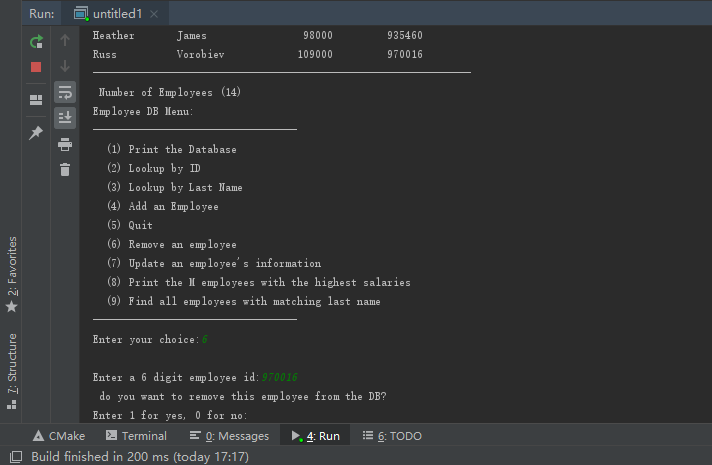 Run: untitled1
Heather James 98000 935460
Russ Vorobiev 109000 970016
Number of Employees (14)
Employee DB Menu:
(1) Print the Database
(2) Lookup by ID
(3) Lookup by Last Name
(4) Add an Employee
(5) Quit
(6) Remove an employee
(7) Update an employee's information
(8) Print the M employees with the highest salaries
(9) Find all employees with matching last name
Enter your choice:6
Enter a 6 digit employee id:970016
do you want to remove this employee from the DB?
Enter 1 for yes, 0 for no:
2: Favorites
7: Structure
CMake Terminal 0: Messages 4: Run 6: TODO
Build finished in 200 ms (today 17:17)